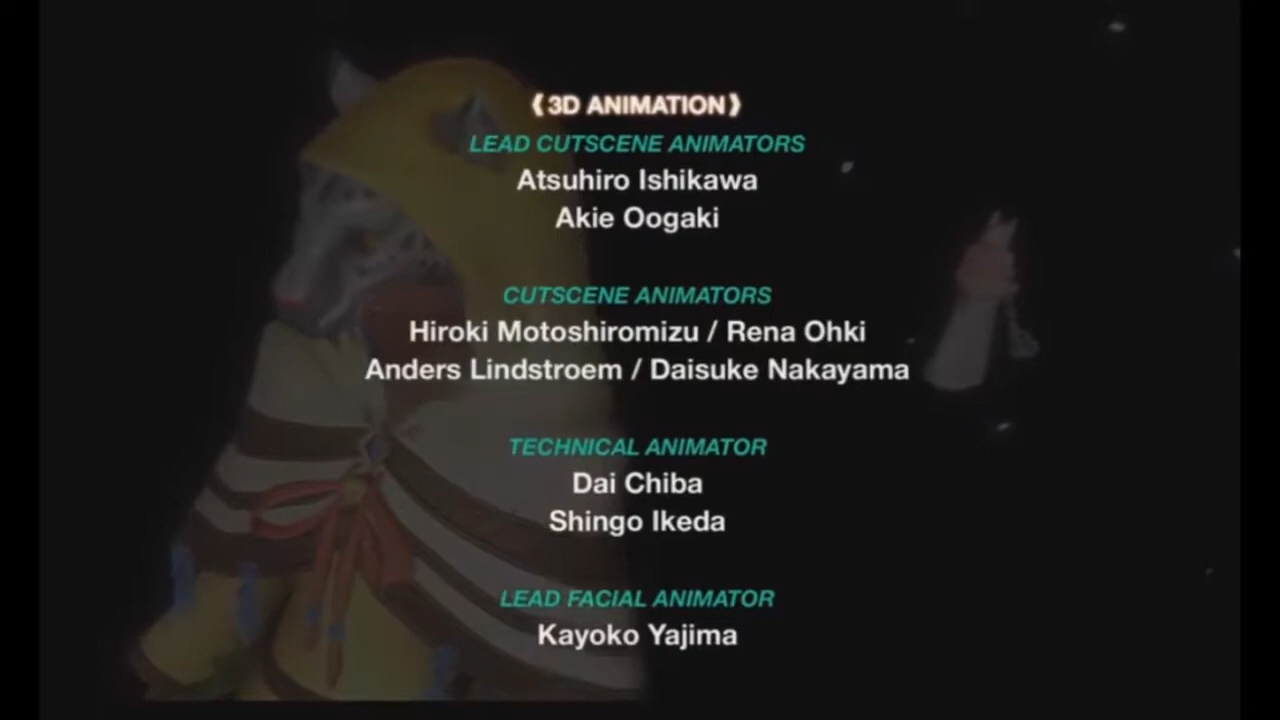 ❰3D ANIMATION❱
LEAD CUTSCENE ANIMATORS
Atsuhiro Ishikawa
Akie Oogaki
CUTSCENE ANIMATORS
Hiroki Motoshiromizu / Rena Ohki
Anders Lindstroem / Daisuke Nakayama
TECHNICAL ANIMATOR
Dai Chiba
Shingo Ikeda
LEAD FACIAL ANIMATOR
Kayoko Yajima